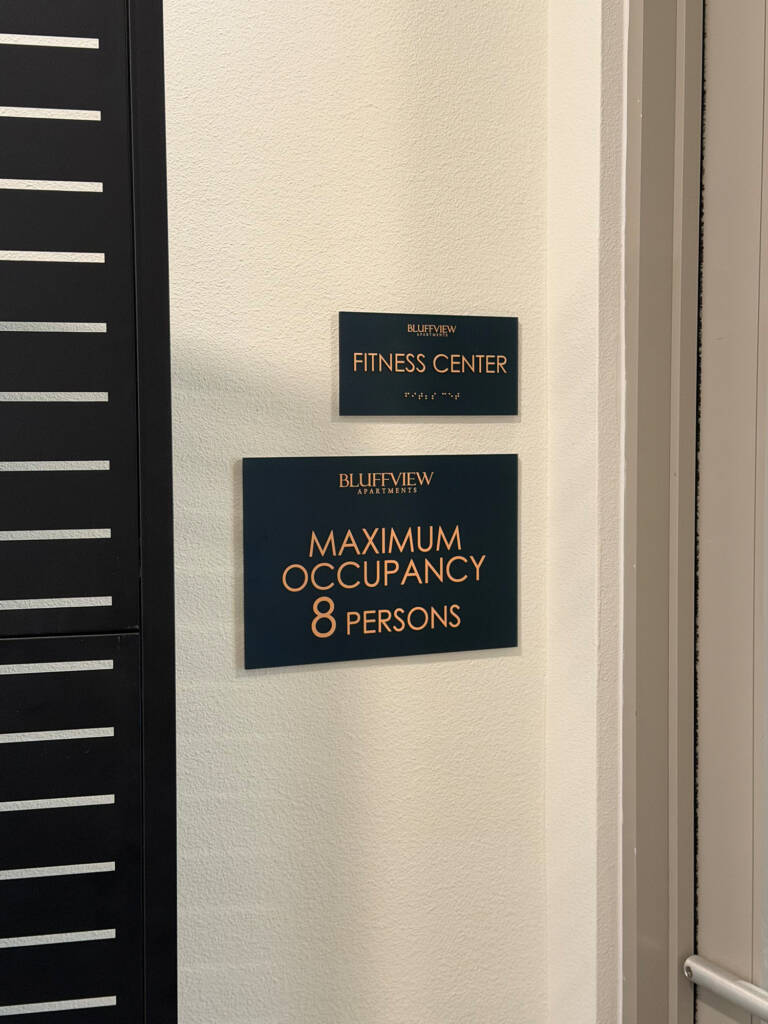 BLUFFVIEW
APARTMENTS
FITNESS CENTER
BLUFFVIEW
APARTMENTS
MAXIMUM
OCCUPANCY
8 PERSONS